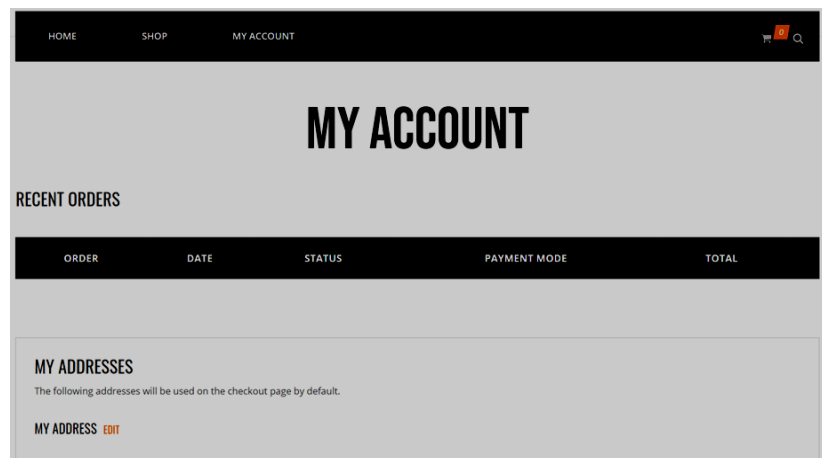 HOME SHOP MY ACCOUNT 0
MY ACCOUNT
RECENT ORDERS
ORDER DATE STATUS PAYMENT MODE TOTAL
MY ADDRESSES
The following addresses will be used on the checkout page by default.
MY ADDRESS EDIT